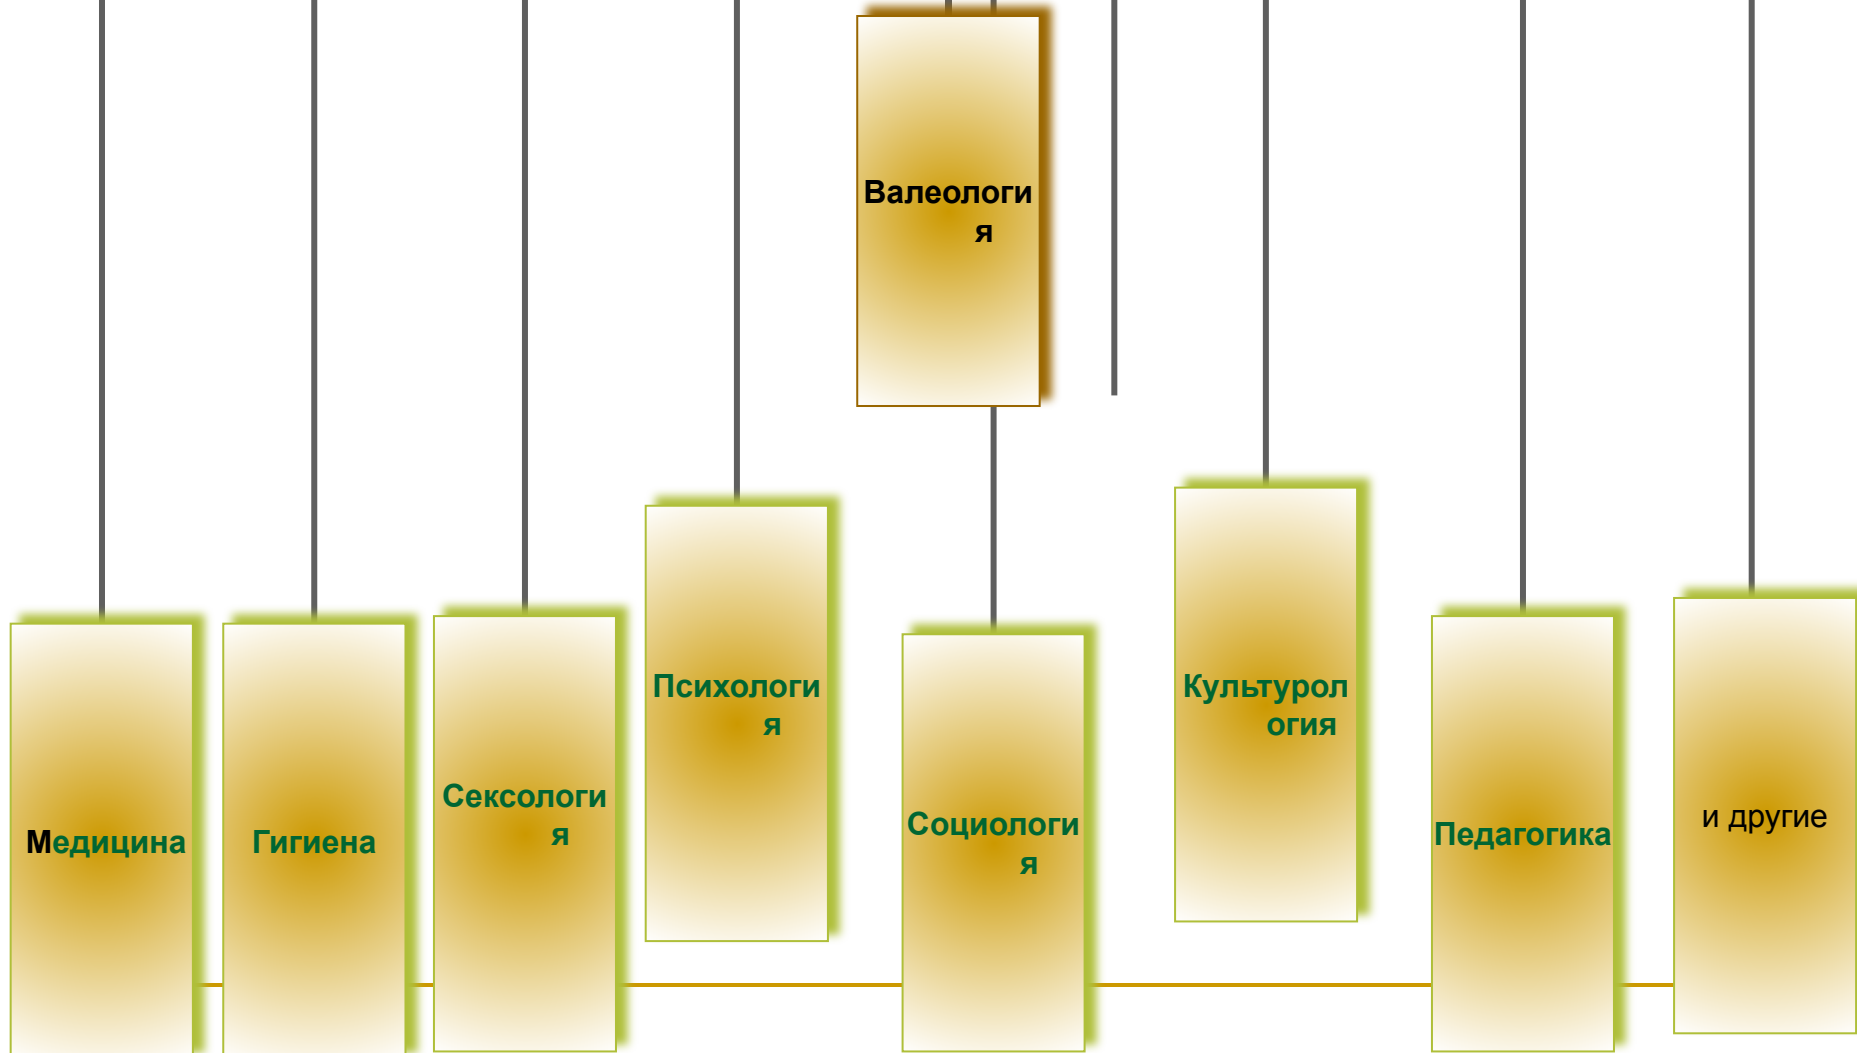 Валеологи
я
Медицина
Гигиена
Сексологи
я
Психологи
я
Социологи
я
Культурол
огия
Педагогика
и другие